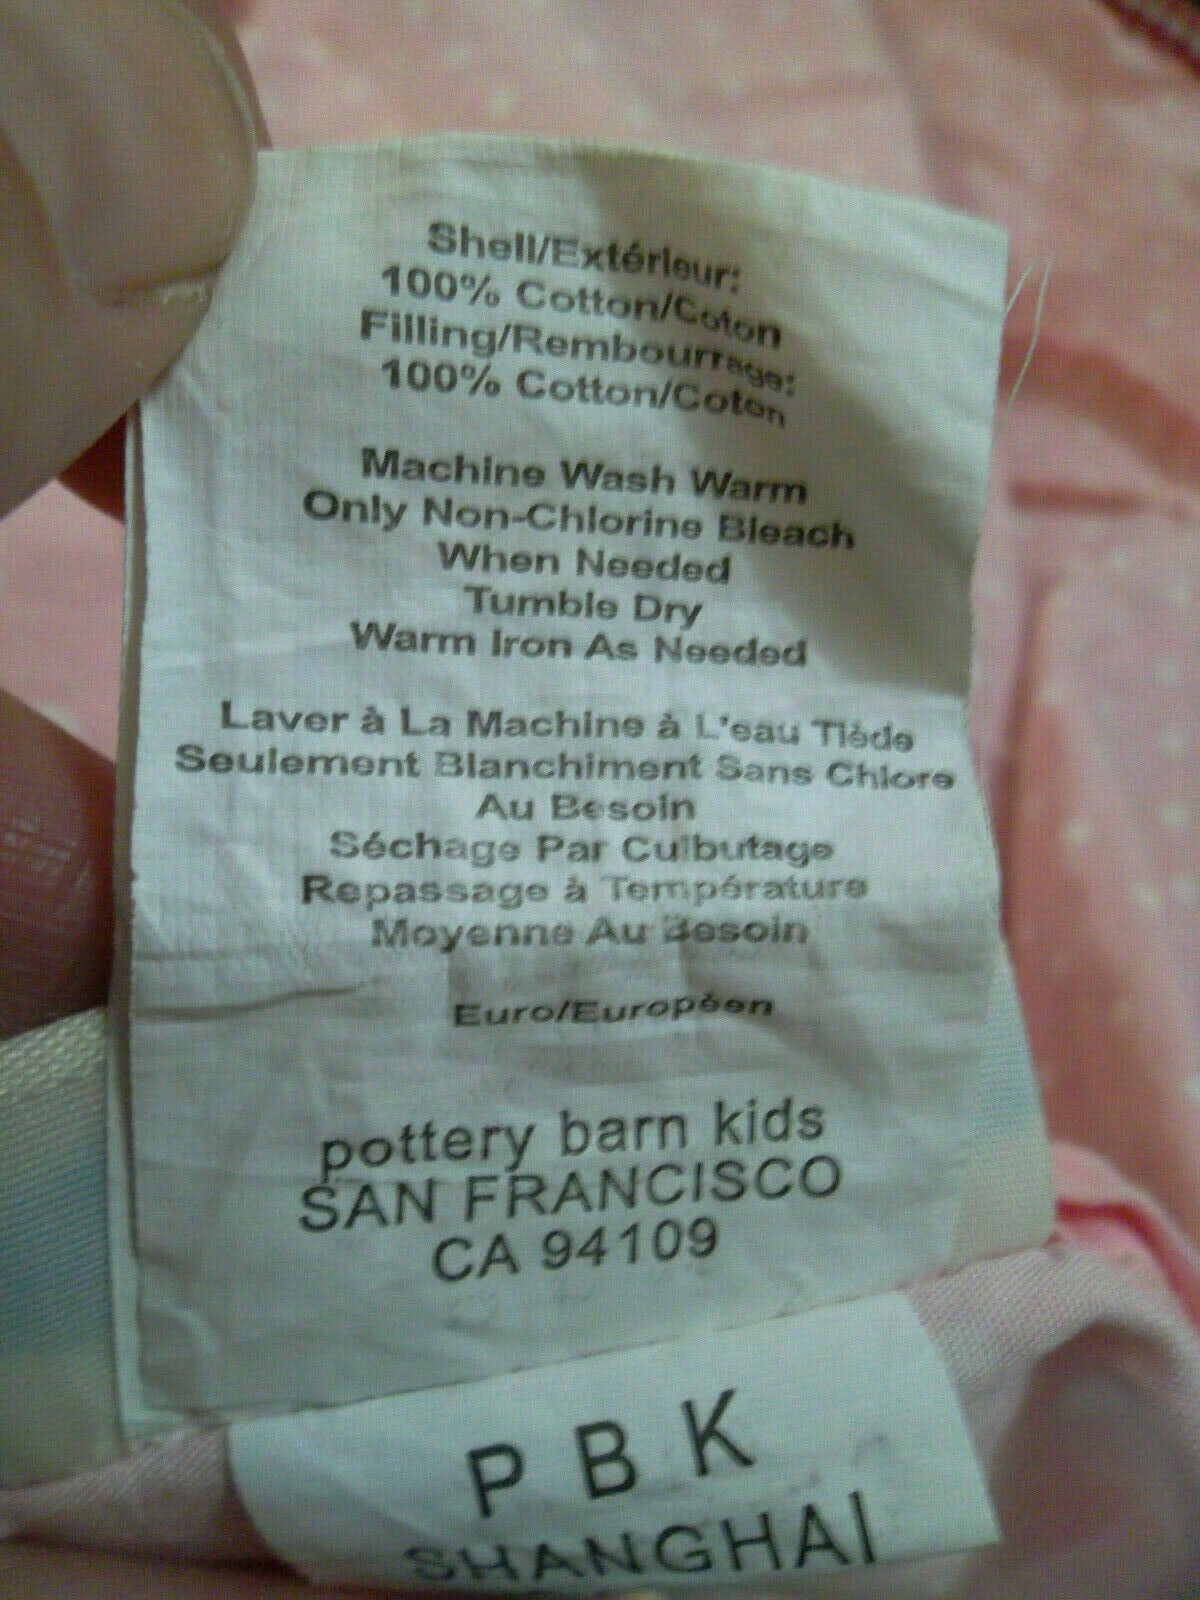 Shell/Extérieur:
100% Cotton/Coton
Filling/Rembourrage:
100% Cotton/Coton
Machine Wash Warm
Only Non-Chlorine Bleach
When Needed
Tumble Dry
Warm Iron As Needed
Laver à La Machine à L'eau Tiède
Seulement Blanchiment Sans Chlore
Au Besoin
Séchage Par Culbutage
Repassage à Température
Moyenne Au Besoin
Euro/Européen
pottery barn kids
SAN FRANCISCO
CA 94109
P B K
SHANGHAI